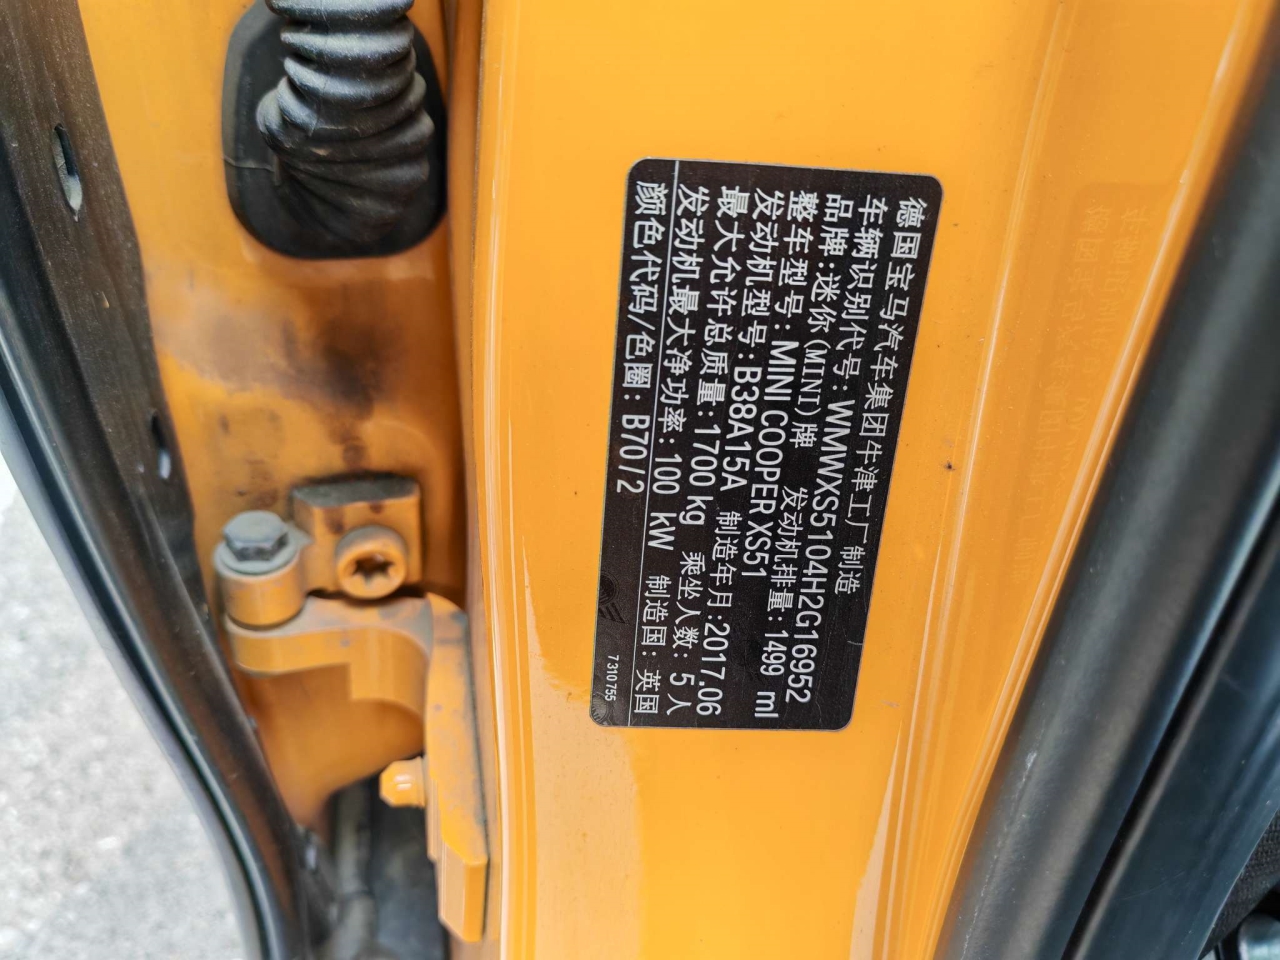 德国宝马汽车集团牛津工厂制造
车辆识别代号:WMWXS5104H2G16952
品牌:迷你(MINI)牌 发动机排量:1499 ml
整车型号:MINI COOPER XS51
发动机型号:B38A15A 制造年月:2017.06
最大允许总质量:1700kg 乘坐人数:5人
发动机最大净功率:100 kW 制造国:英国
颜色代码/色圈:B70/2
7310755